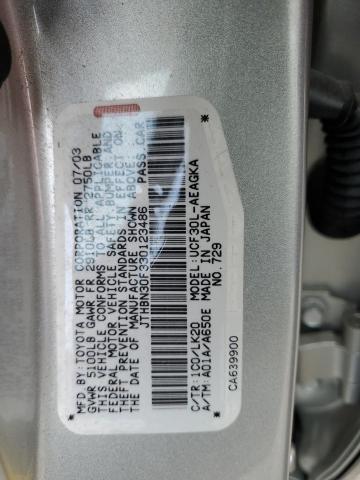 MFD.BY:TOYOTA MOTOR CORPORATION 07/03
GVWR 5100LB GAWR FR 2910LB RR 2750LB
THIS VEHICLE CONFORMS TO ALL APPLICABLE
FEDERAL MOTOR VEHICLE SAFETY, BUMPER AND
THEFT PREVENTION STANDARDS IN EFFECT ON
THE DATE OF MANUFACTURE SHOWN ABOVE.
JTHBN30F330123486 PASS. CAR
* *
C/TR:1C0/LK20 MODEL:UCF30L-AEAGKA
A/TM:A01A/A650E MADE IN JAPAN
NO.729
CA639900